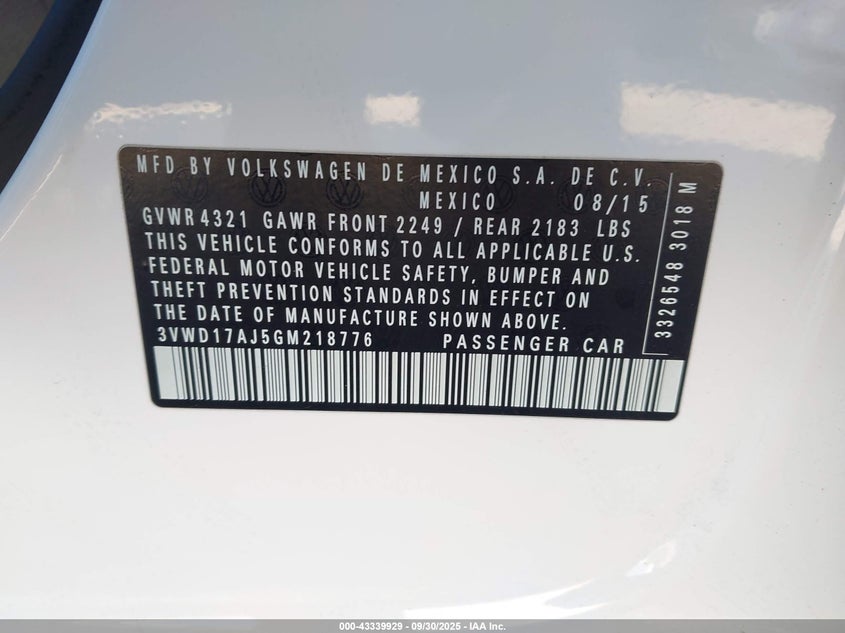 MFD BY VOLKSWAGEN DE MEXICO S.A. DE C.V.
MEXICO 08/15
GVWR 4321 GAWR FRONT 2249 / REAR 2183 LBS
THIS VEHICLE CONFORMS TO ALL APPLICABLE U.S.
FEDERAL MOTOR VEHICLE SAFETY, BUMPER AND
THEFT PREVENTION STANDARDS IN EFFECT ON
THE DATE OF MANUFACTURE SHOWN ABOVE.
3VWD17AJ5GM218776 PASSENGER CAR
3326548 3018 M
000-43339929 - 09/30/2025 - IAA Inc.